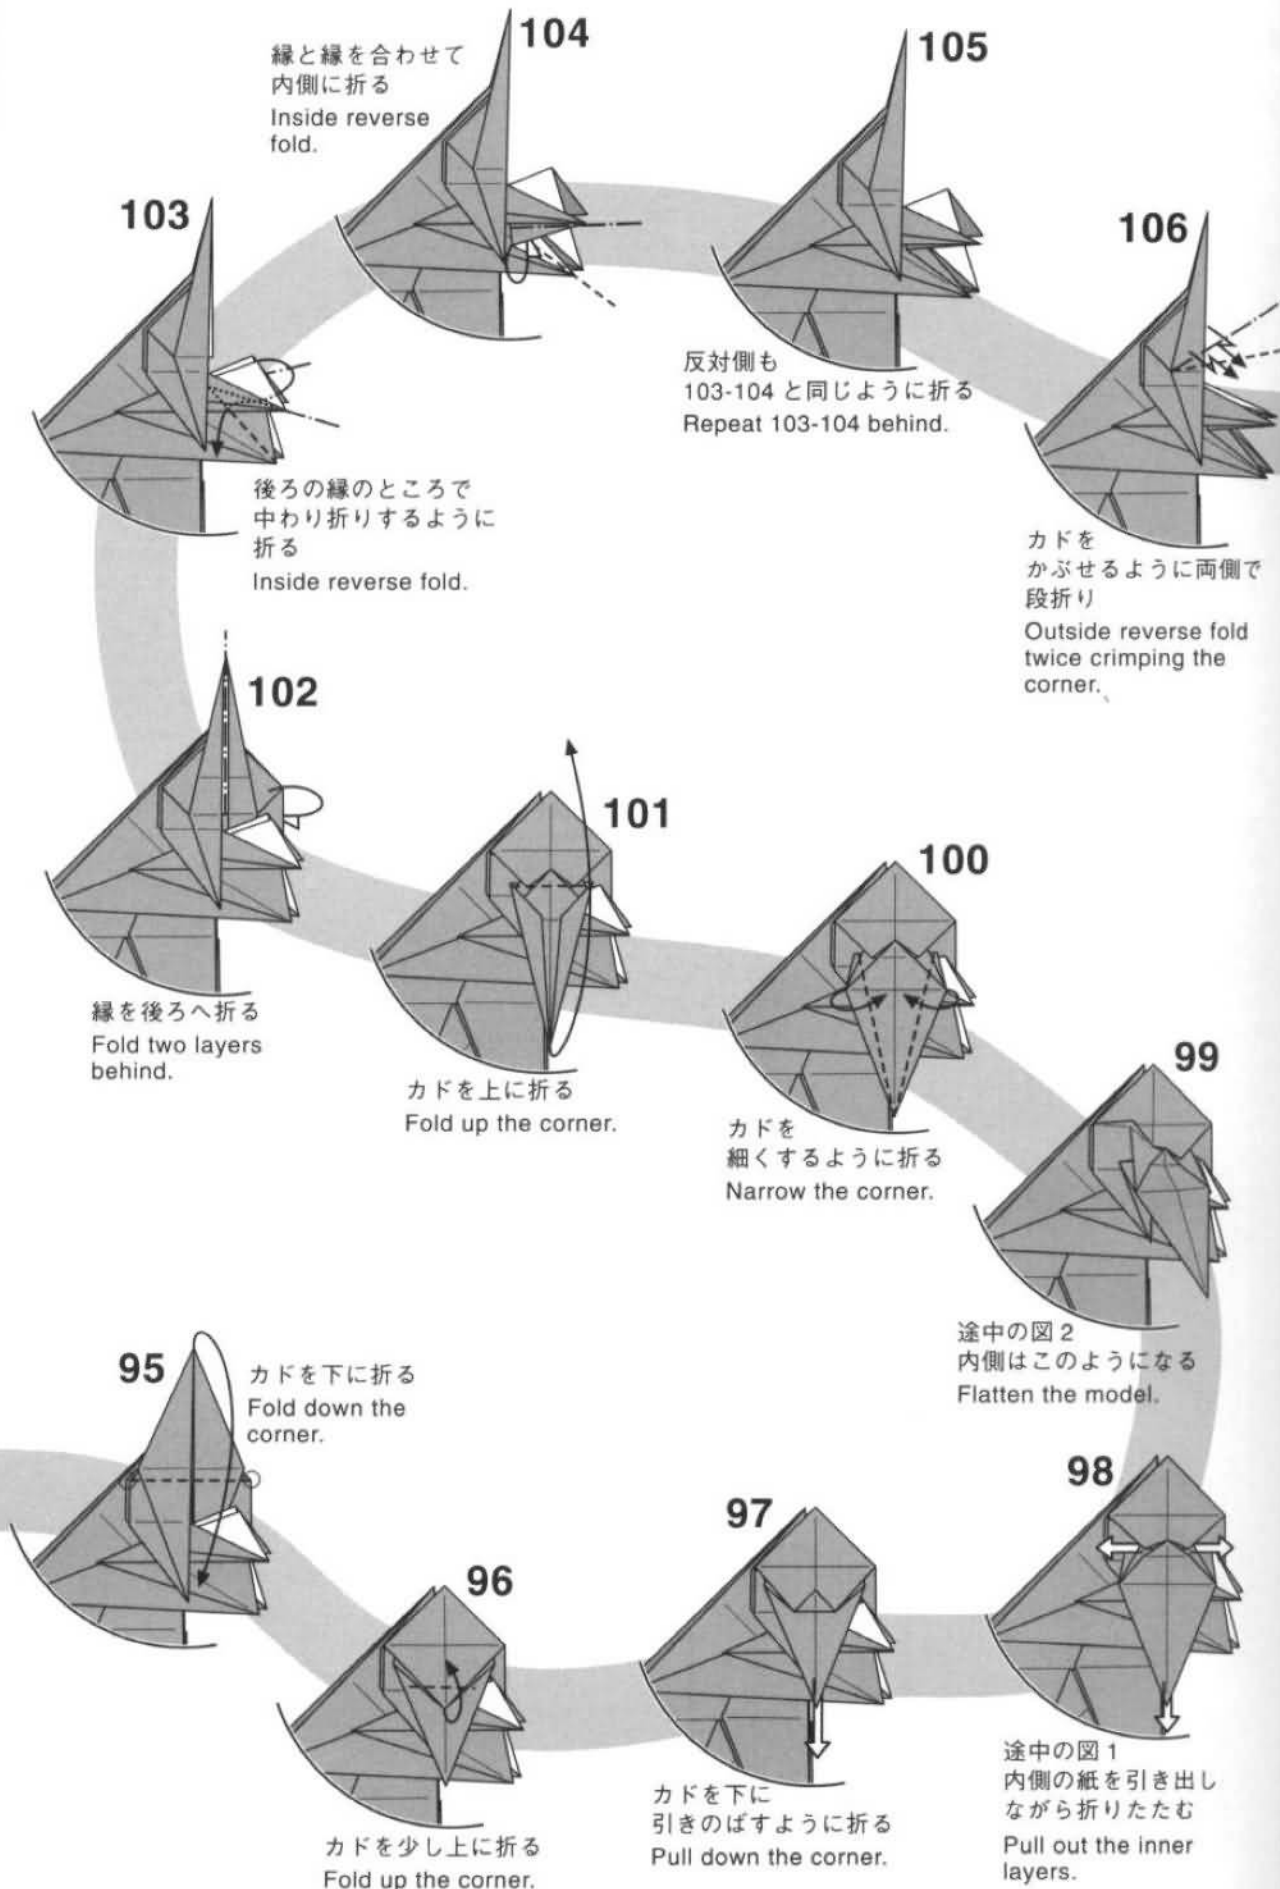 95
カドを下に折る
Fold down the
corner.
96
カドを少し上に折る
Fold up the corner.
97
カドを下に
引きのばすように折る
Pull down the corner.
98
途中の図1
内側の紙を引き出し
ながら折りたたむ
Pull out the inner
layers.
99
途中の図2
内側はこのようになる
Flatten the model.
100
カドを
細くするように折る
Narrow the corner.
101
カドを上に折る
Fold up the corner.
102
縁を後ろへ折る
Fold two layers
behind.
103
後ろの縁のところで
中わり折りするように
折る
Inside reverse fold.
104
縁と縁を合わせて
内側に折る
Inside reverse
fold.
105
反対側も
103-104と同じように折る
Repeat 103-104 behind.
106
カドを
かぶせるように両側で
段折り
Outside reverse fold
twice crimping the
corner.